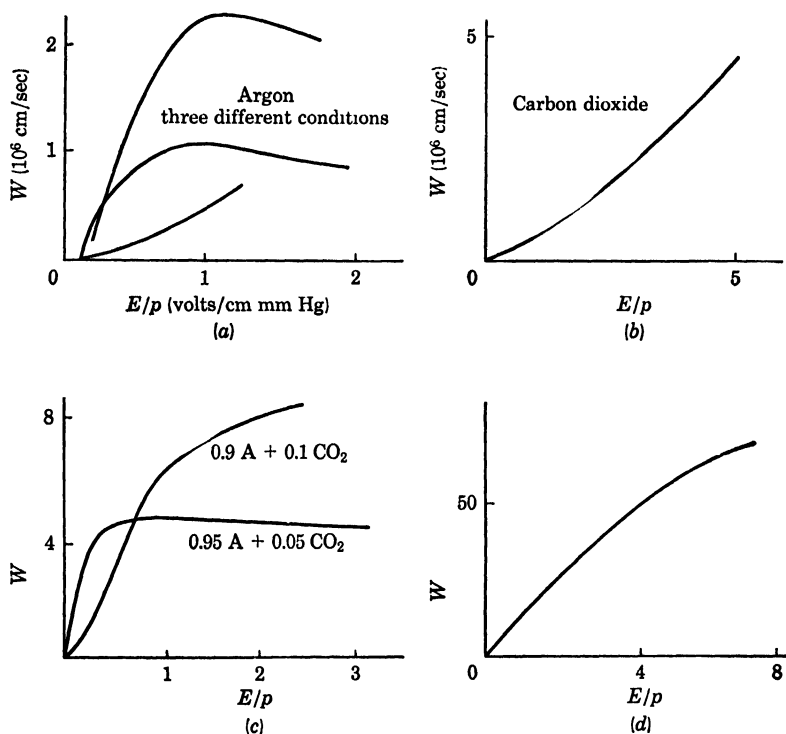 2
1
0
W (10⁶ cm/sec)
Argon
three different conditions
1
2
E/p (volts/cm mm Hg)
(a)
5
W (10⁶ cm/sec)
Carbon dioxide
0
5
E/p
(b)
8
4
W
0.9 A + 0.1 CO₂
0.95 A + 0.05 CO₂
1
2
3
E/p
(c)
50
W
0
4
8
E/p
(d)